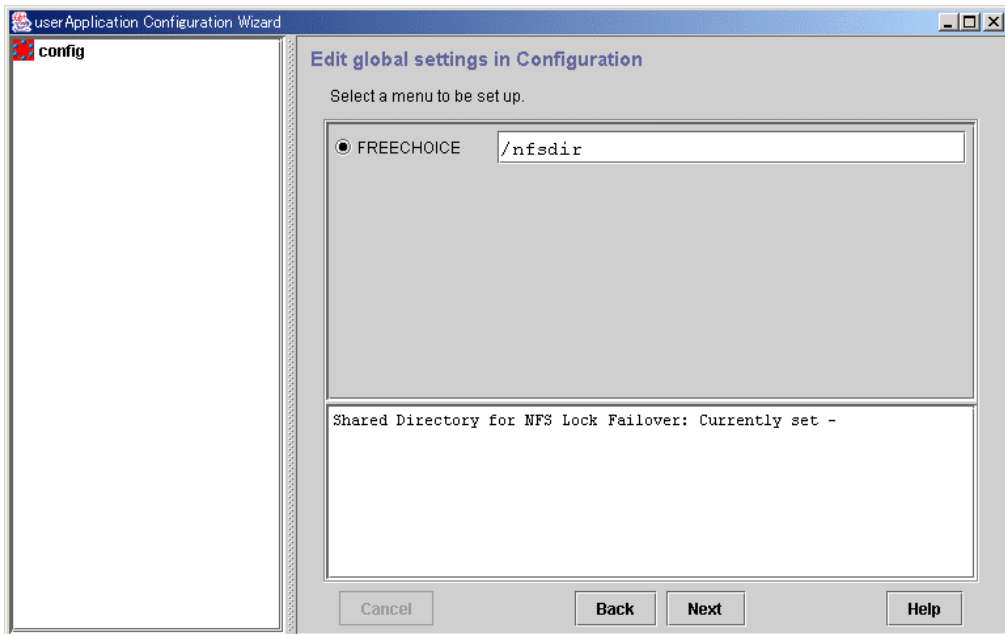 userApplication Configuration Wizard
config
Edit global settings in Configuration
Select a menu to be set up.
FREECHOICE /nfsdir
Shared Directory for NFS Lock Failover: Currently set -
Cancel Back Next Help